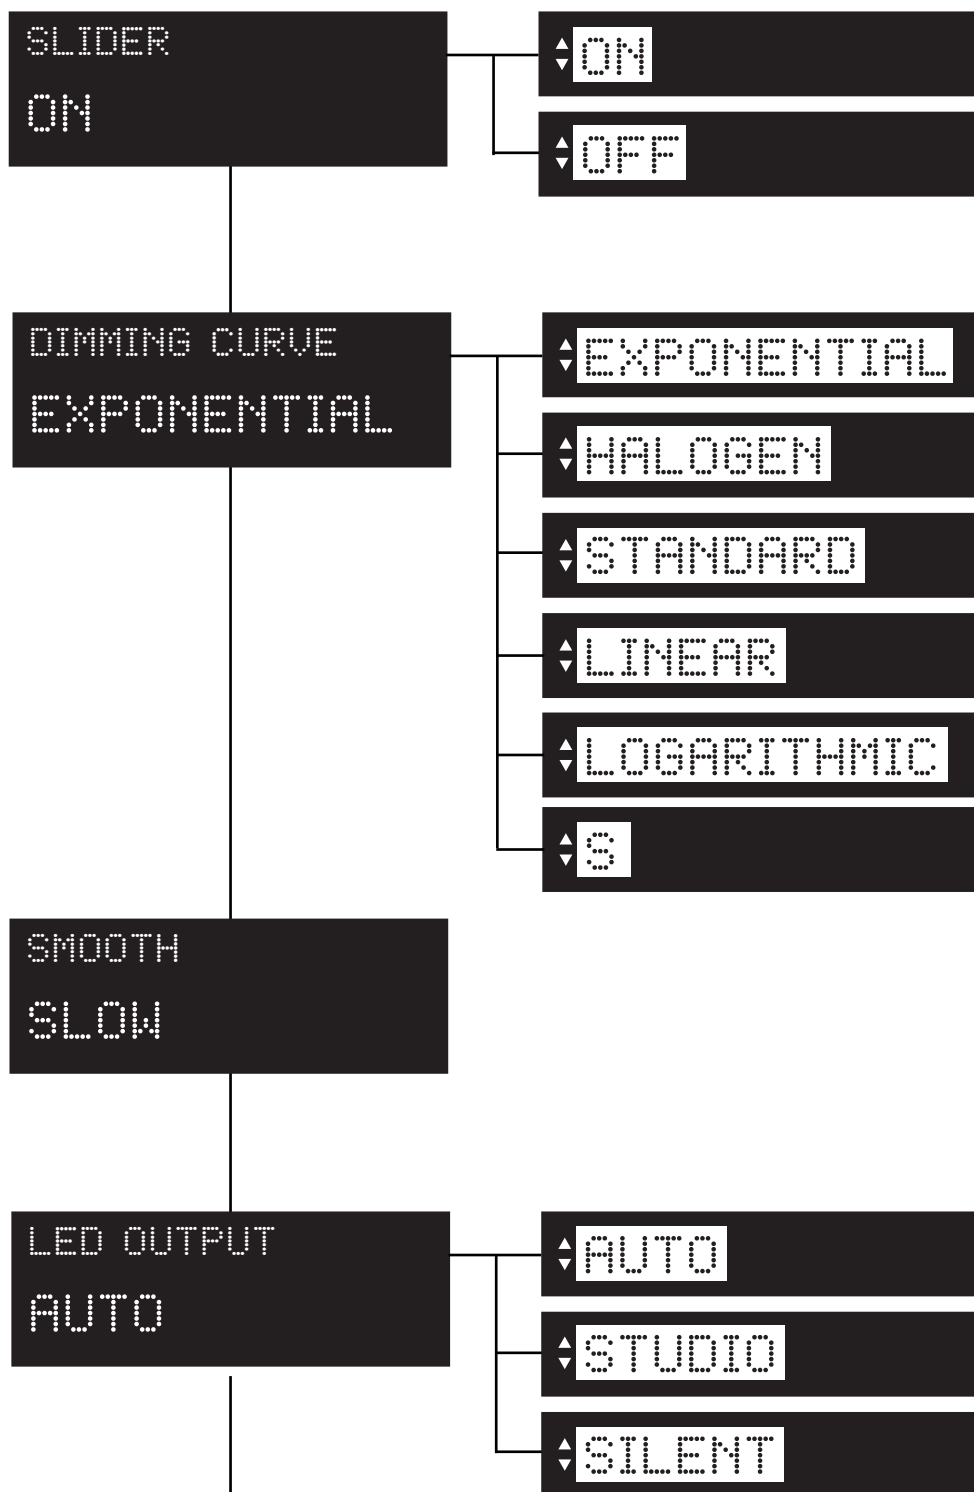 SLIDER
ON
ON
OFF
DIMMING CURVE
EXPONENTIAL
EXPONENTIAL
HALOGEN
STANDARD
LINEAR
LOGARITHMIC
S
SMOOTH
SLOW
LED OUTPUT
AUTO
AUTO
STUDIO
SILENT